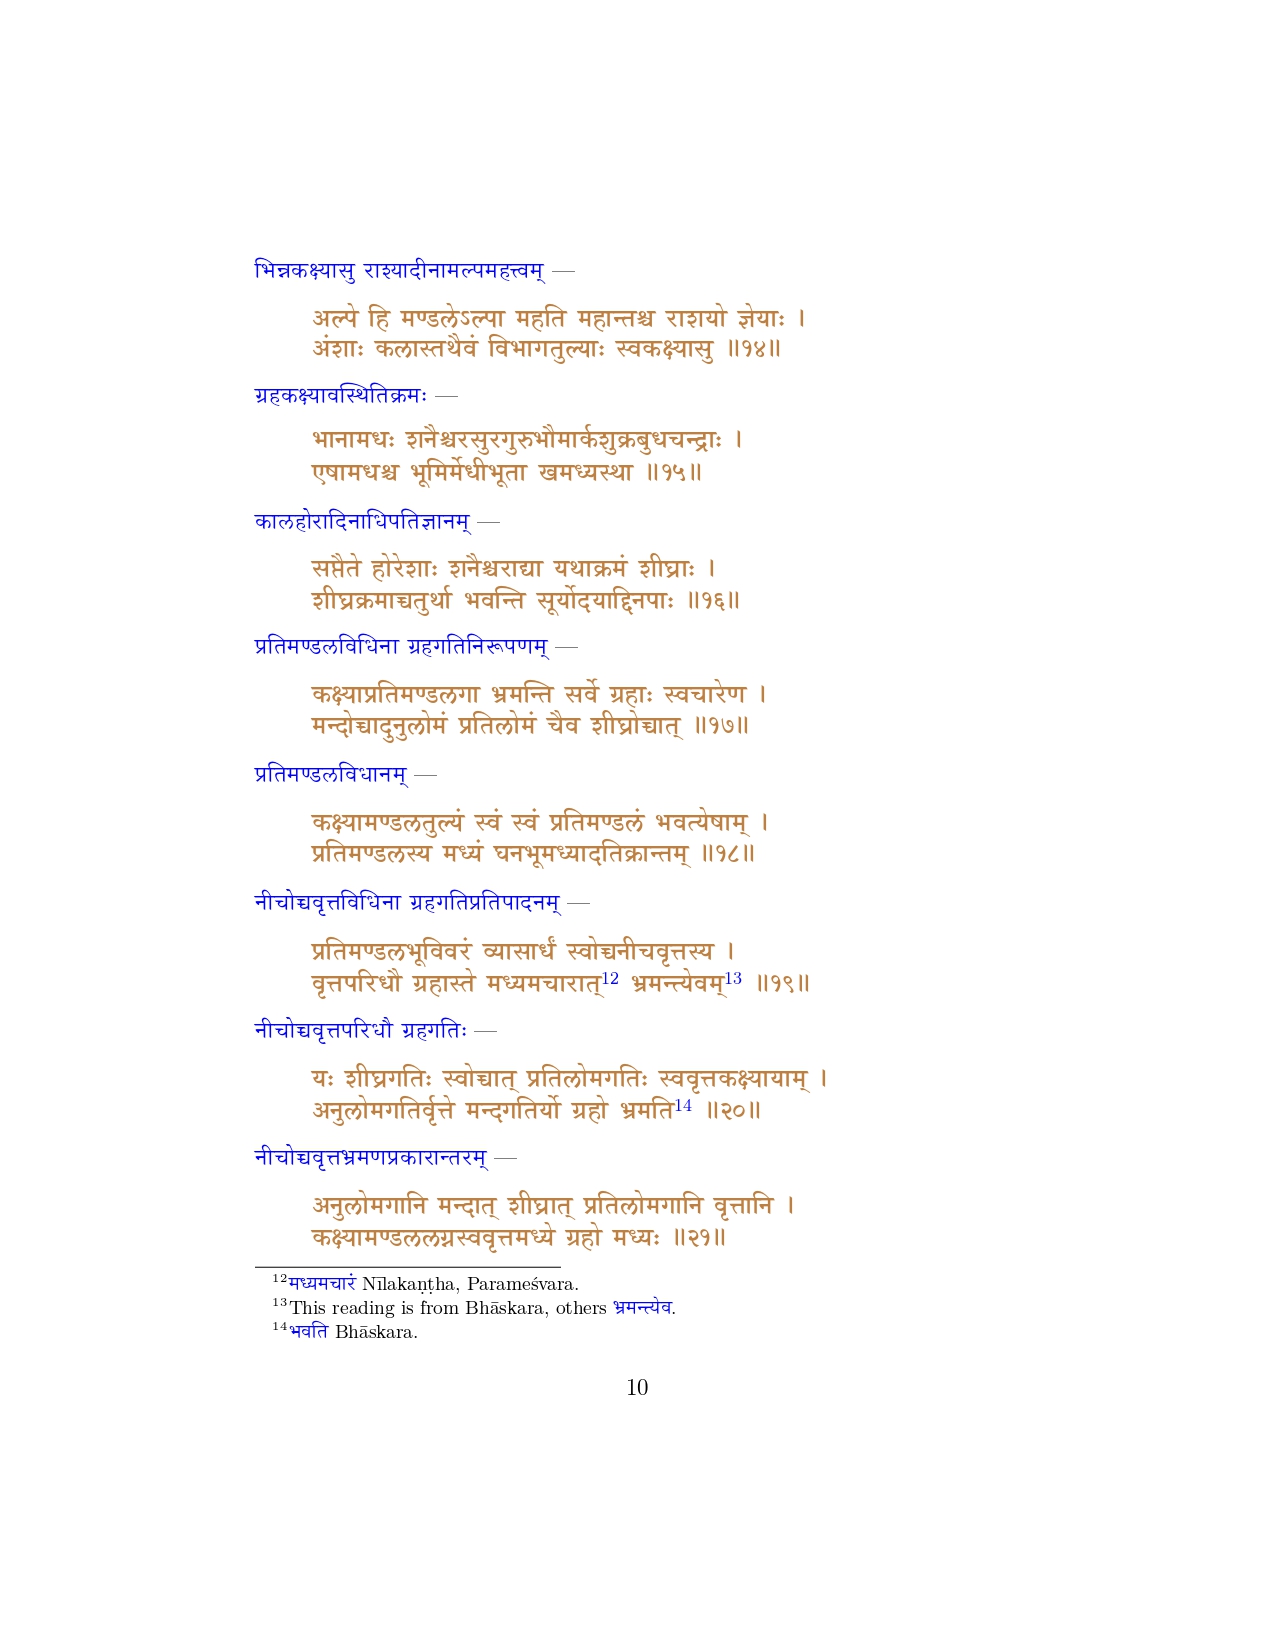 भिन्नकक्ष्यासु राश्यादीनामल्पमहत्त्वम् —
अल्पे हि मण्डलेऽल्पा महति महान्तश्च राशयो ज्ञेयाः ।
अंशाः कलास्तथैवं विभागतुल्याः स्वकक्ष्यासु ॥१४॥
ग्रहकक्ष्यावस्थितिक्रमः —
भानामधः शनैश्चरसुरगुरुभौमार्कशुक्रबुधचन्द्राः ।
एषामधश्च भूमिर्मेधीभूता खमध्यस्था ॥१५॥
कालहोरादिनाधिपतिज्ञानम् —
सप्तैते होरेशाः शनैश्चराद्या यथाक्रमं शीघ्राः ।
शीघ्रक्रमाच्चतुर्था भवन्ति सूर्योदयाद्दिनपाः ॥१६॥
प्रतिमण्डलविधिना ग्रहगतिनिरूपणम् —
कक्ष्याप्रतिमण्डलगा भ्रमन्ति सर्वे ग्रहाः स्वचारेण ।
मन्दोच्चादुनुलोमं प्रतिलोमं चैव शीघ्रोच्चात् ॥१७॥
प्रतिमण्डलविधानम् —
कक्ष्यामण्डलतुल्यं स्वं स्वं प्रतिमण्डलं भवत्येषाम् ।
प्रतिमण्डलस्य मध्यं घनभूमध्यादतिक्रान्तम् ॥१८॥
नीचोच्चवृत्तविधिना ग्रहगतिप्रतिपादनम् —
प्रतिमण्डलभूविवरं व्यासार्धं स्वोच्चनीचवृत्तस्य ।
वृत्तपरिधौ ग्रहास्ते मध्यमचारात्12 भ्रमन्त्येवम्13 ॥१९॥
नीचोच्चवृत्तपरिधौ ग्रहगतिः —
यः शीघ्रगतिः स्वोच्चात् प्रतिलोमगतिः स्ववृत्तकक्ष्यायाम् ।
अनुलोमगतिर्वृत्ते मन्दगतिर्यो ग्रहो भ्रमति14 ॥२०॥
नीचोच्चवृत्तभ्रमणप्रकारान्तरम् —
अनुलोमगानि मन्दात् शीघ्रात् प्रतिलोमगानि वृत्तानि ।
कक्ष्यामण्डललग्नस्ववृत्तमध्ये ग्रहो मध्यः ॥२१॥
12मध्यमचारं Nīlakaṇṭha, Parameśvara.
13This reading is from Bhāskara, others भ्रमन्त्येव.
14भवति Bhāskara.
10